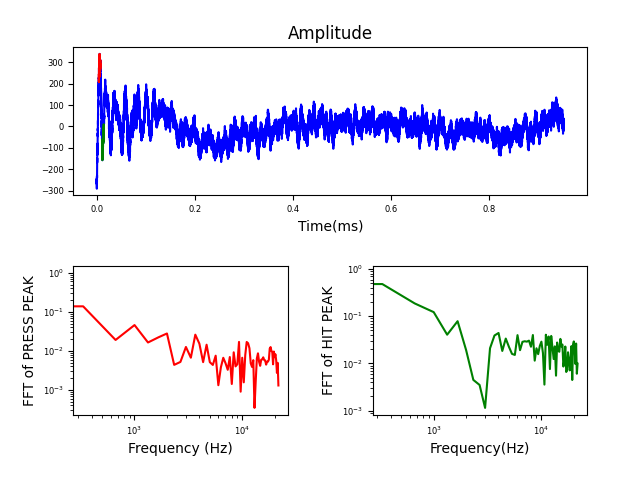 Amplitude
300
200
100
0
−100
−200
−300
0.0 0.2 0.4 0.6 0.8
Time(ms)
FFT of PRESS PEAK
10⁰
10⁻¹
10⁻²
10⁻³
10³ 10⁴
Frequency (Hz)
FFT of HIT PEAK
10⁰
10⁻¹
10⁻²
10⁻³
10³ 10⁴
Frequency(Hz)